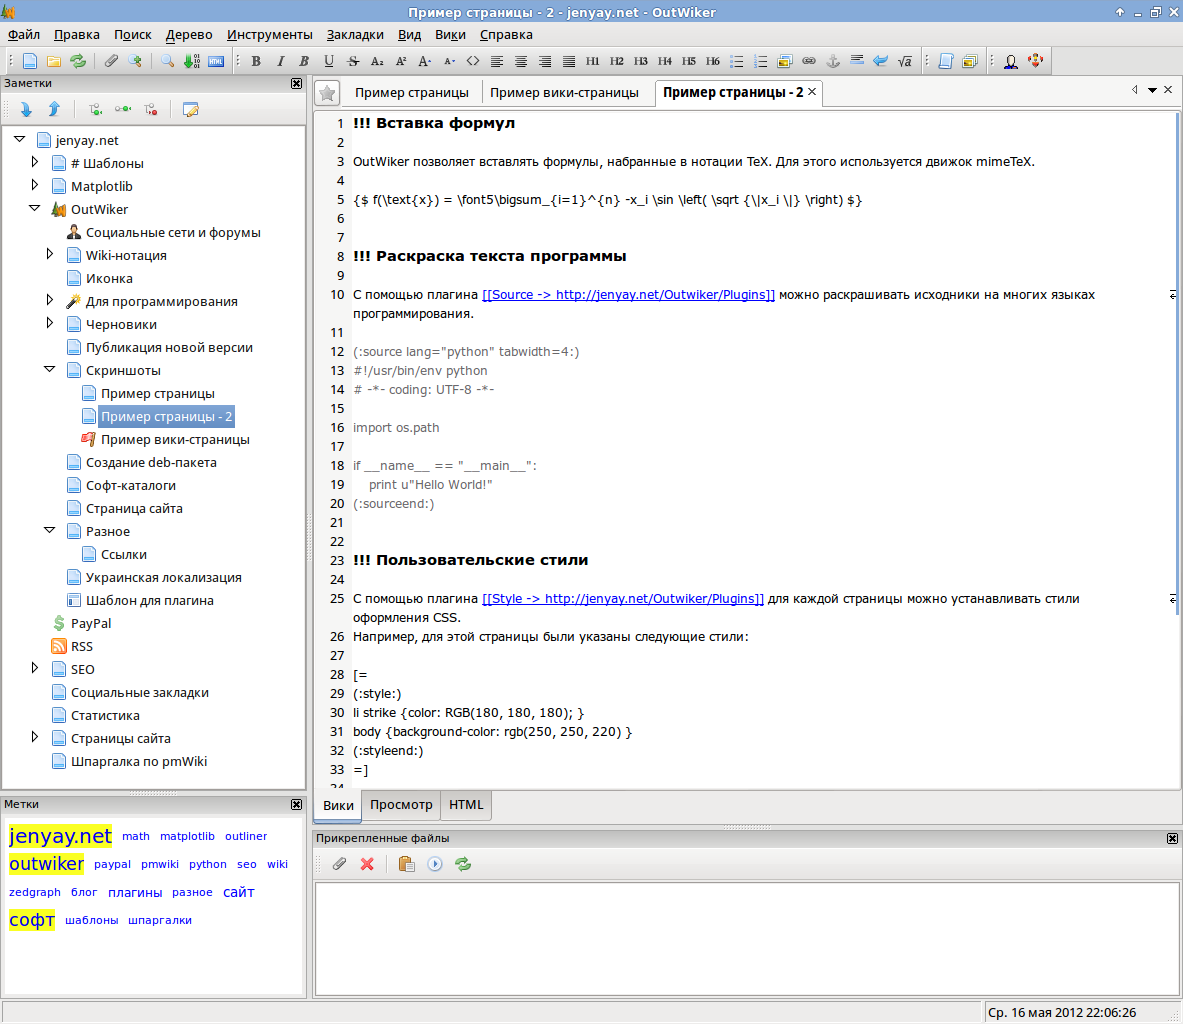 Пример страницы - 2 - jenyay.net - OutWiker
Файл Правка Поиск Дерево Инструменты Закладки Вид Вики Справка
B I B U S A₂ A² A A <> H1 H2 H3 H4 H5 H6 √a
Заметки
jenyay.net
# Шаблоны
Matplotlib
OutWiker
Социальные сети и форумы
Wiki-нотация
Иконка
Для программирования
Черновики
Публикация новой версии
Скриншоты
Пример страницы
Пример страницы - 2
Пример вики-страницы
Создание deb-пакета
Софт-каталоги
Страница сайта
Разное
Ссылки
Украинская локализация
Шаблон для плагина
PayPal
RSS
SEO
Социальные закладки
Статистика
Страницы сайта
Шпаргалка по pmWiki
Метки
jenyay.net math matplotlib outliner
outwiker paypal pmwiki python seo wiki
zedgraph блог плагины разное сайт
софт шаблоны шпаргалки
Пример страницы Пример вики-страницы Пример страницы - 2
1 !!! Вставка формул
2
3 OutWiker позволяет вставлять формулы, набранные в нотации TeX. Для этого используется движок mimeTeX.
4
5 {$ f(\text{x}) = \font5\bigsum_{i=1}^{n} -x_i \sin \left( \sqrt {\|x_i \|} \right) $}
6
7
8 !!! Раскраска текста программы
9
10 С помощью плагина [[Source -> http://jenyay.net/Outwiker/Plugins]] можно раскрашивать исходники на многих языках
программирования.
11
12 (:source lang="python" tabwidth=4:)
13 #!/usr/bin/env python
14 # -*- coding: UTF-8 -*-
15
16 import os.path
17
18 if __name__ == "__main__":
19 print u"Hello World!"
20 (:sourceend:)
21
22
23 !!! Пользовательские стили
24
25 С помощью плагина [[Style -> http://jenyay.net/Outwiker/Plugins]] для каждой страницы можно устанавливать стили
оформления CSS.
26 Например, для этой страницы были указаны следующие стили:
27
28 [=
29 (:style:)
30 li strike {color: RGB(180, 180, 180); }
31 body {background-color: rgb(250, 250, 220) }
32 (:styleend:)
33 =]
34
Вики Просмотр HTML
Прикрепленные файлы
Ср. 16 мая 2012 22:06:26